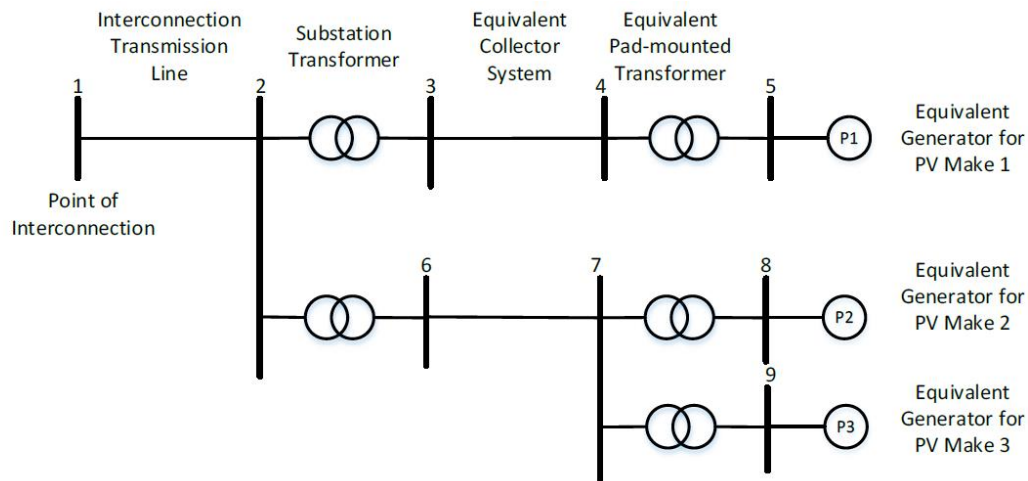 Interconnection
Transmission
Line
Substation
Transformer
Equivalent
Collector
System
Equivalent
Pad-mounted
Transformer
1
2
3
4
5
P1
Equivalent
Generator for
PV Make 1
Point of
Interconnection
6
7
8
P2
Equivalent
Generator for
PV Make 2
9
P3
Equivalent
Generator for
PV Make 3